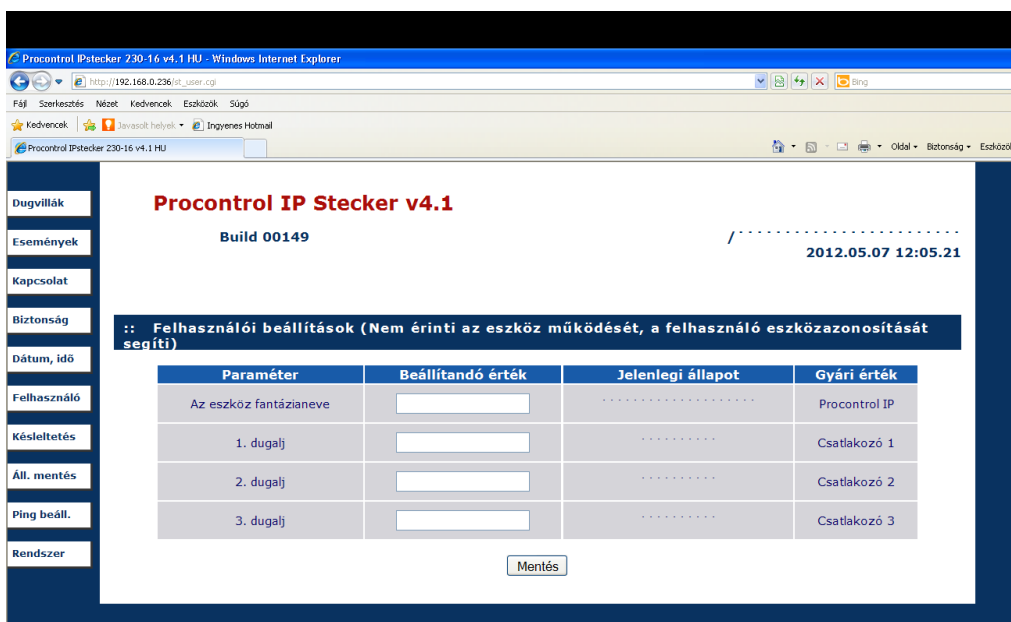 Procontrol IPstecker 230-16 v4.1 HU - Windows Internet Explorer
http://192.168.0.236/st_user.cgi
Bing
Fájl Szerkesztés Nézet Kedvencek Eszközök Súgó
Kedvencek Javasolt helyek Ingyenes Hotmail
Procontrol IPstecker 230-16 v4.1 HU
Oldal Biztonság Eszközö
Dugvillák
Események
Kapcsolat
Biztonság
Dátum, idő
Felhasználó
Késleltetés
Áll. mentés
Ping beáll.
Rendszer
Procontrol IP Stecker v4.1
Build 00149
/·························
2012.05.07 12:05.21
:: Felhasználói beállítások (Nem érinti az eszköz működését, a felhasználó eszközazonosítását
segíti)
Paraméter Beállítandó érték Jelenlegi állapot Gyári érték
Az eszköz fantázianeve ···················· Procontrol IP
1. dugalj ·········· Csatlakozó 1
2. dugalj ·········· Csatlakozó 2
3. dugalj ·········· Csatlakozó 3
Mentés